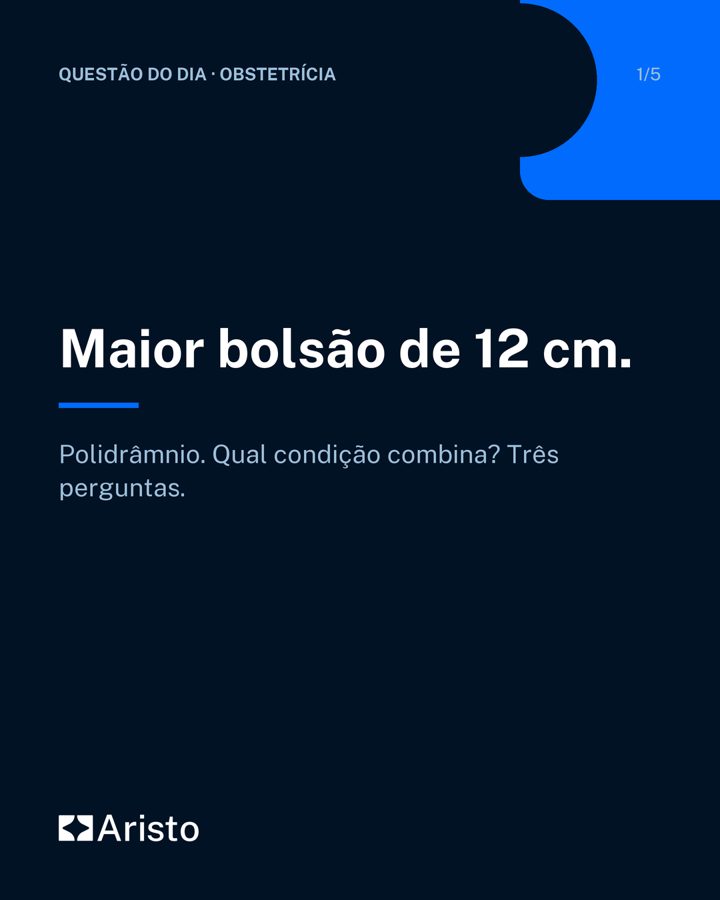 QUESTÃO DO DIA · OBSTETRÍCIA
1/5
Maior bolsão de 12 cm.
Polidrâmnio. Qual condição combina? Três
perguntas.
Aristo